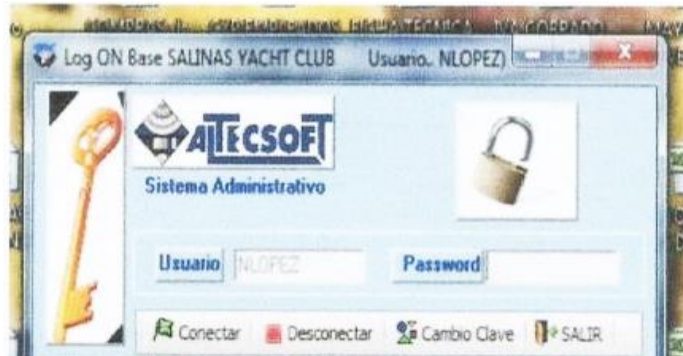 Log ON Base SALINAS YACHT CLUB Usuario.. NLOPEZ)
ALTECSOFT
Sistema Administrativo
Usuario NLOPEZ Password
Conectar Desconectar Cambio Clave SALIR